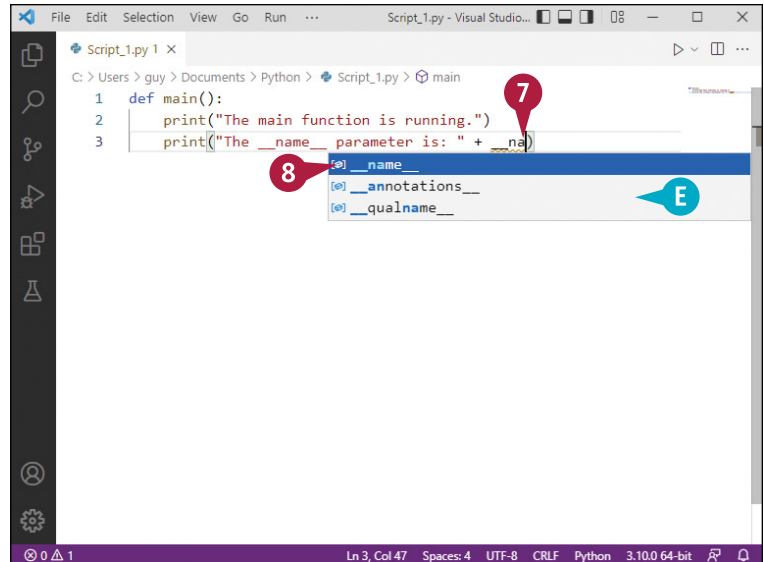 File Edit Selection View Go Run ··· Script_1.py - Visual Studio...
Script_1.py 1 ×
C: > Users > guy > Documents > Python > Script_1.py > main
1 def main():
2 print("The main function is running.")
3 print("The __name__ parameter is: " + __na)
7
8
__name__
__annotations__
__qualname__
E
0 1 Ln 3, Col 47 Spaces: 4 UTF-8 CRLF Python 3.10.0 64-bit